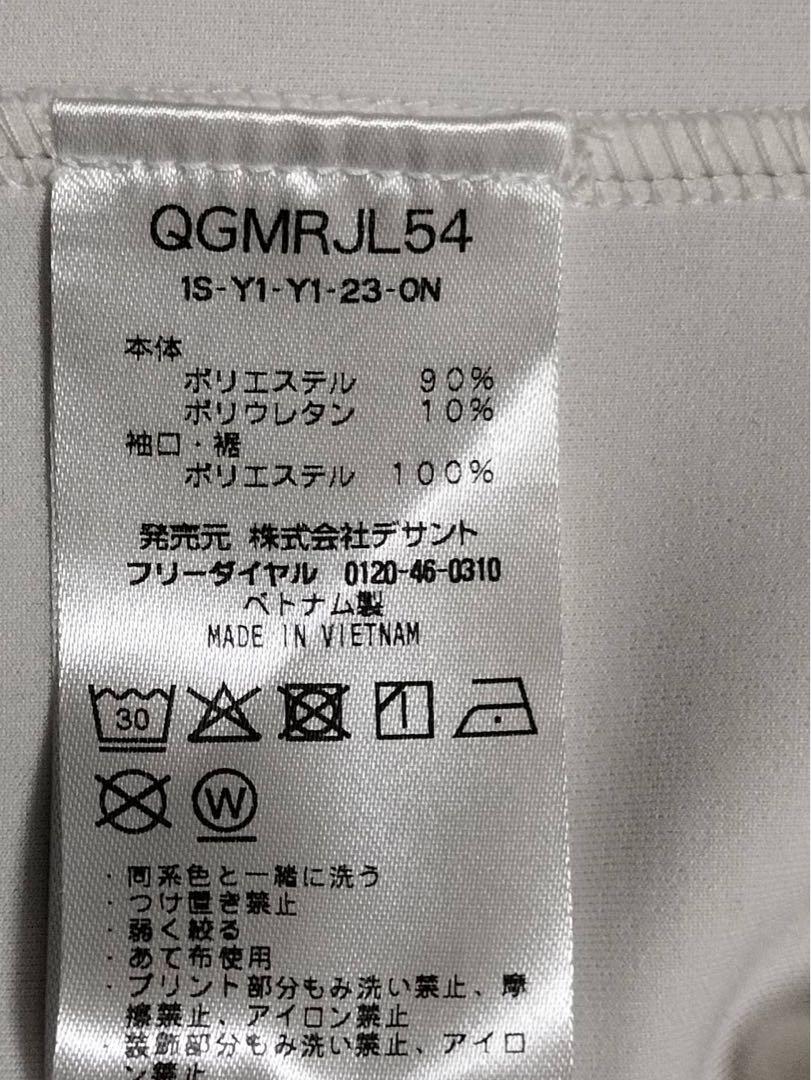 QGMRJL54
1S-Y1-Y1-23-ON
本体
ポリエステル 90%
ポリウレタン 10%
袖口・裾
ポリエステル 100%
発売元 株式会社デサント
フリーダイヤル 0120-46-0310
ベトナム製
MADE IN VIETNAM
30
W
・同系色と一緒に洗う
・つけ置き禁止
・弱く絞る
・あて布使用
・プリント部分もみ洗い禁止、摩
擦禁止、アイロン禁止
・装飾部分もみ洗い禁止、アイロ
ン禁止